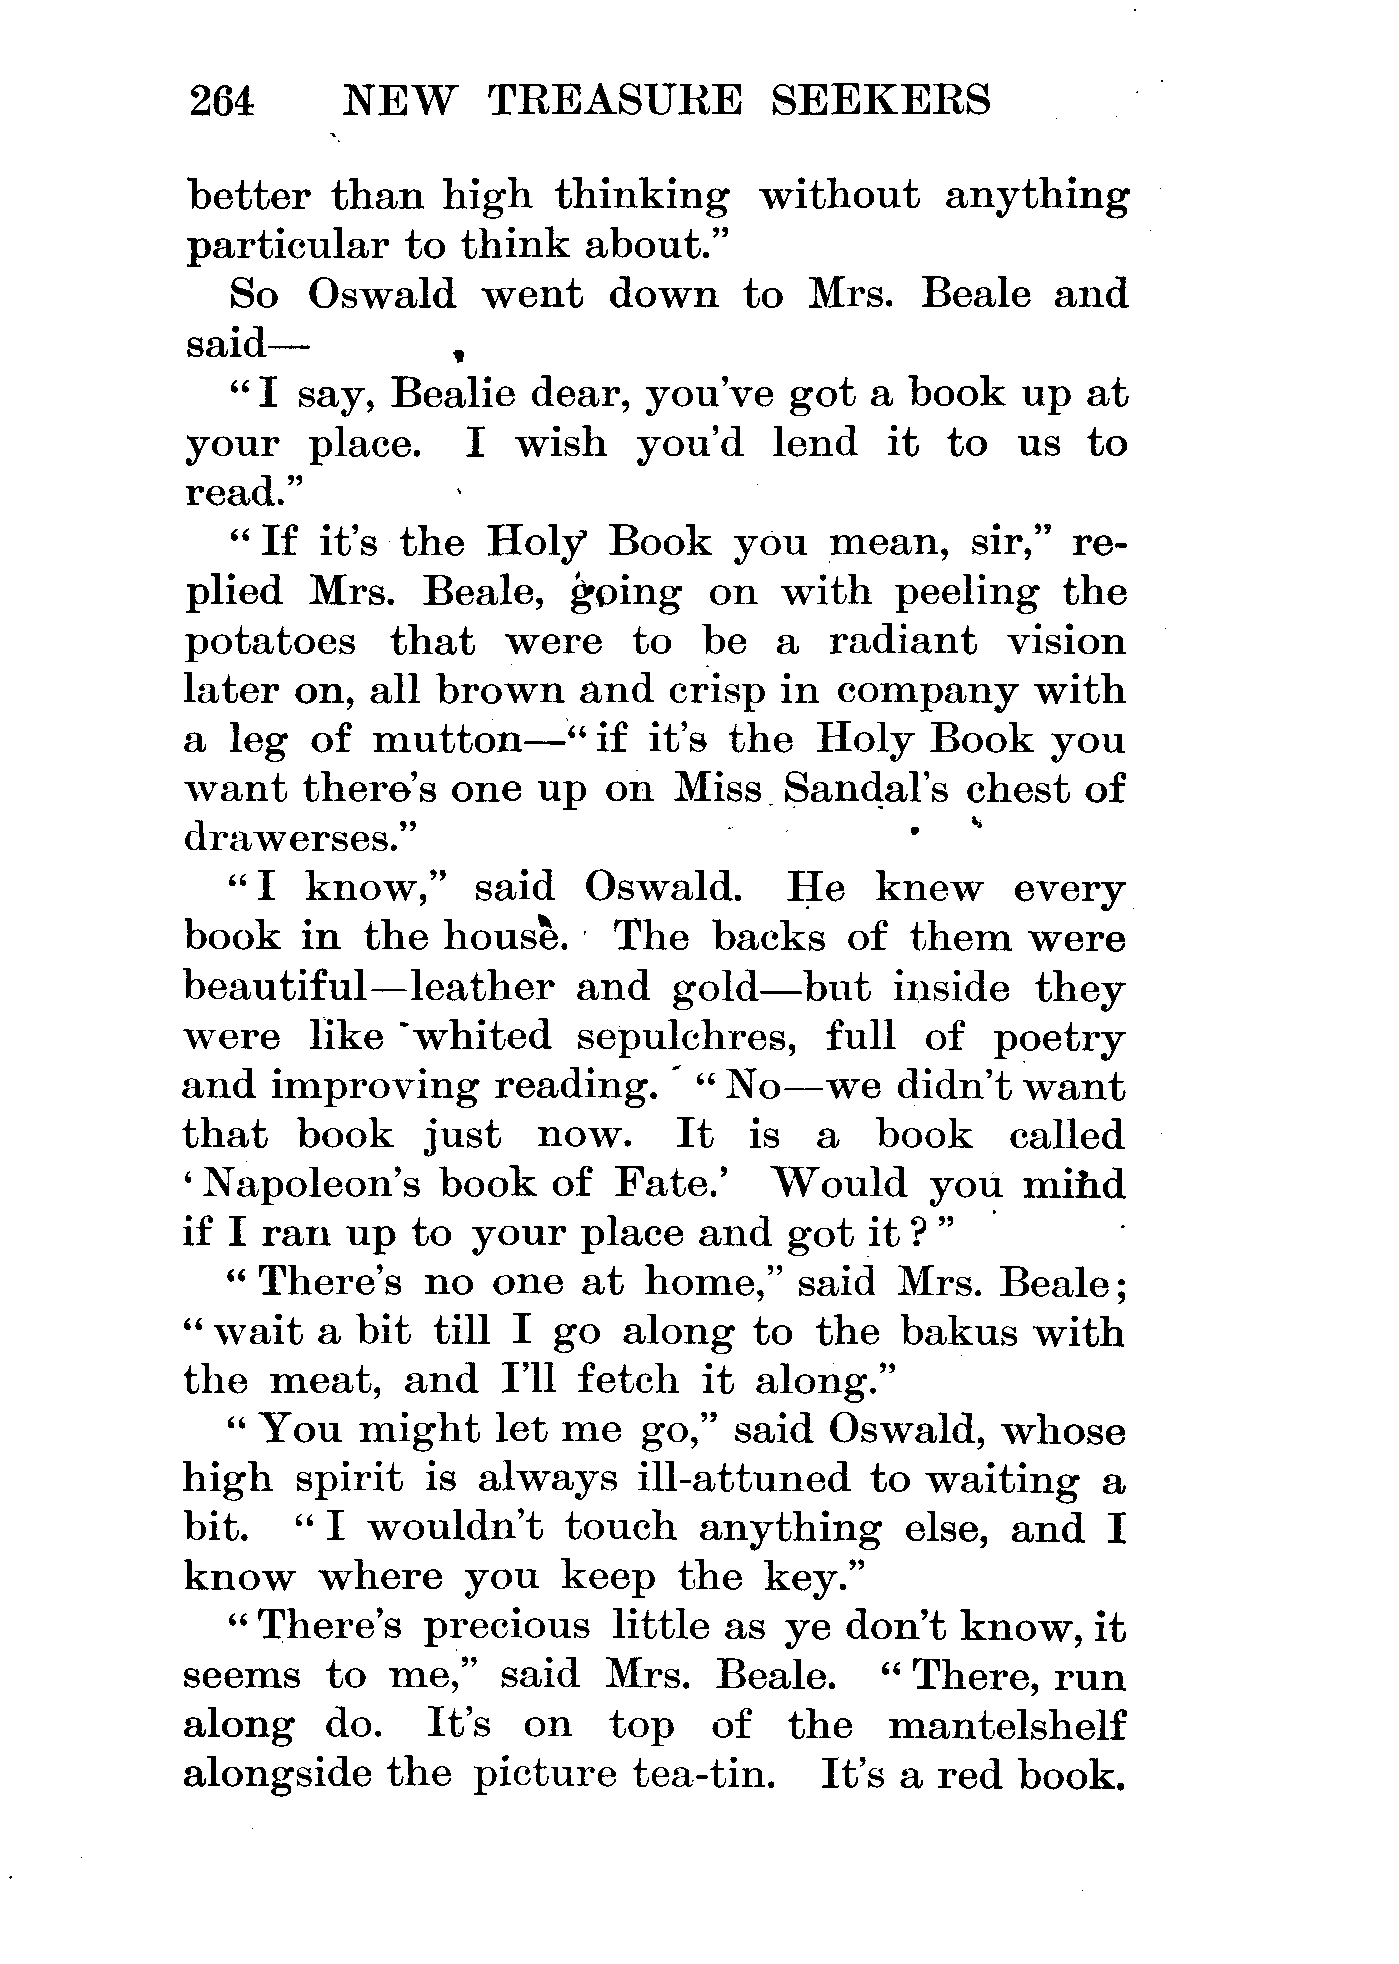 264 NEW TREASURE SEEKERS
better than high thinking without anything
particular to think about.”
So Oswald went down to Mrs. Beale and
said—
“I say, Bealie dear, you've got a book up at
your place. I wish you'd lend it to us to
read.”
“If it's the Holy Book you mean, sir,” re-
plied Mrs. Beale, going on with peeling the
potatoes that were to be a radiant vision
later on, all brown and crisp in company with
a leg of mutton—“if it's the Holy Book you
want there's one up on Miss Sandal's chest of
drawerses.”
“I know,” said Oswald. He knew every
book in the house. The backs of them were
beautiful—leather and gold—but inside they
were like whited sepulchres, full of poetry
and improving reading. “No—we didn't want
that book just now. It is a book called
‘Napoleon's book of Fate.’ Would you mind
if I ran up to your place and got it?”
“There's no one at home,” said Mrs. Beale;
“wait a bit till I go along to the bakus with
the meat, and I'll fetch it along.”
“You might let me go,” said Oswald, whose
high spirit is always ill-attuned to waiting a
bit. “I wouldn't touch anything else, and I
know where you keep the key.”
“There's precious little as ye don't know, it
seems to me,” said Mrs. Beale. “There, run
along do. It's on top of the mantelshelf
alongside the picture tea-tin. It's a red book.